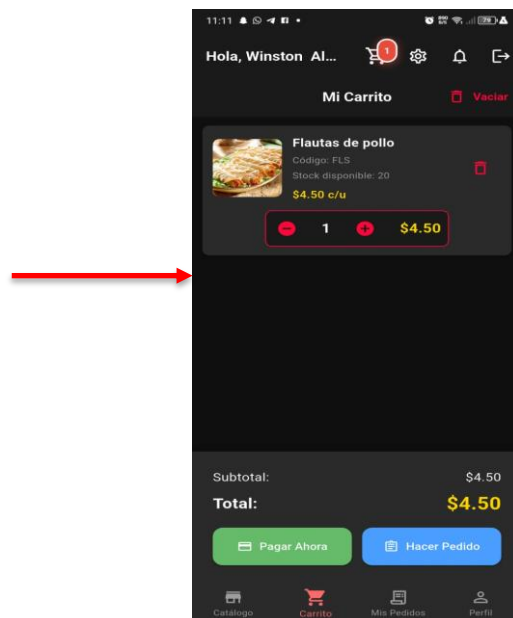 11:11
Hola, Winston Al...
1
Mi Carrito
Vaciar
Flautas de pollo
Código: FLS
Stock disponible: 20
$4.50 c/u
1 $4.50
Subtotal: $4.50
Total: $4.50
Pagar Ahora
Hacer Pedido
Catálogo Carrito Mis Pedidos Perfil